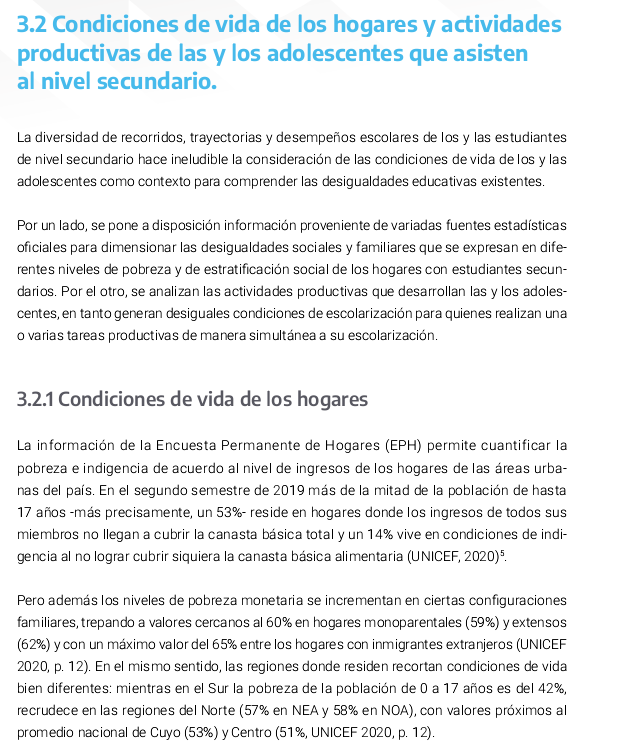 3.2 Condiciones de vida de los hogares y actividades
productivas de las y los adolescentes que asisten
al nivel secundario.
La diversidad de recorridos, trayectorias y desempeños escolares de los y las estudiantes
de nivel secundario hace ineludible la consideración de las condiciones de vida de los y las
adolescentes como contexto para comprender las desigualdades educativas existentes.
Por un lado, se pone a disposición información proveniente de variadas fuentes estadísticas
oficiales para dimensionar las desigualdades sociales y familiares que se expresan en dife-
rentes niveles de pobreza y de estratificación social de los hogares con estudiantes secun-
darios. Por el otro, se analizan las actividades productivas que desarrollan las y los adoles-
centes, en tanto generan desiguales condiciones de escolarización para quienes realizan una
o varias tareas productivas de manera simultánea a su escolarización.
3.2.1 Condiciones de vida de los hogares
La información de la Encuesta Permanente de Hogares (EPH) permite cuantificar la
pobreza e indigencia de acuerdo al nivel de ingresos de los hogares de las áreas urba-
nas del país. En el segundo semestre de 2019 más de la mitad de la población de hasta
17 años -más precisamente, un 53%- reside en hogares donde los ingresos de todos sus
miembros no llegan a cubrir la canasta básica total y un 14% vive en condiciones de indi-
gencia al no lograr cubrir siquiera la canasta básica alimentaria (UNICEF, 2020)⁵.
Pero además los niveles de pobreza monetaria se incrementan en ciertas configuraciones
familiares, trepando a valores cercanos al 60% en hogares monoparentales (59%) y extensos
(62%) y con un máximo valor del 65% entre los hogares con inmigrantes extranjeros (UNICEF
2020, p. 12). En el mismo sentido, las regiones donde residen recortan condiciones de vida
bien diferentes: mientras en el Sur la pobreza de la población de 0 a 17 años es del 42%,
recrudece en las regiones del Norte (57% en NEA y 58% en NOA), con valores próximos al
promedio nacional de Cuyo (53%) y Centro (51%, UNICEF 2020, p. 12).